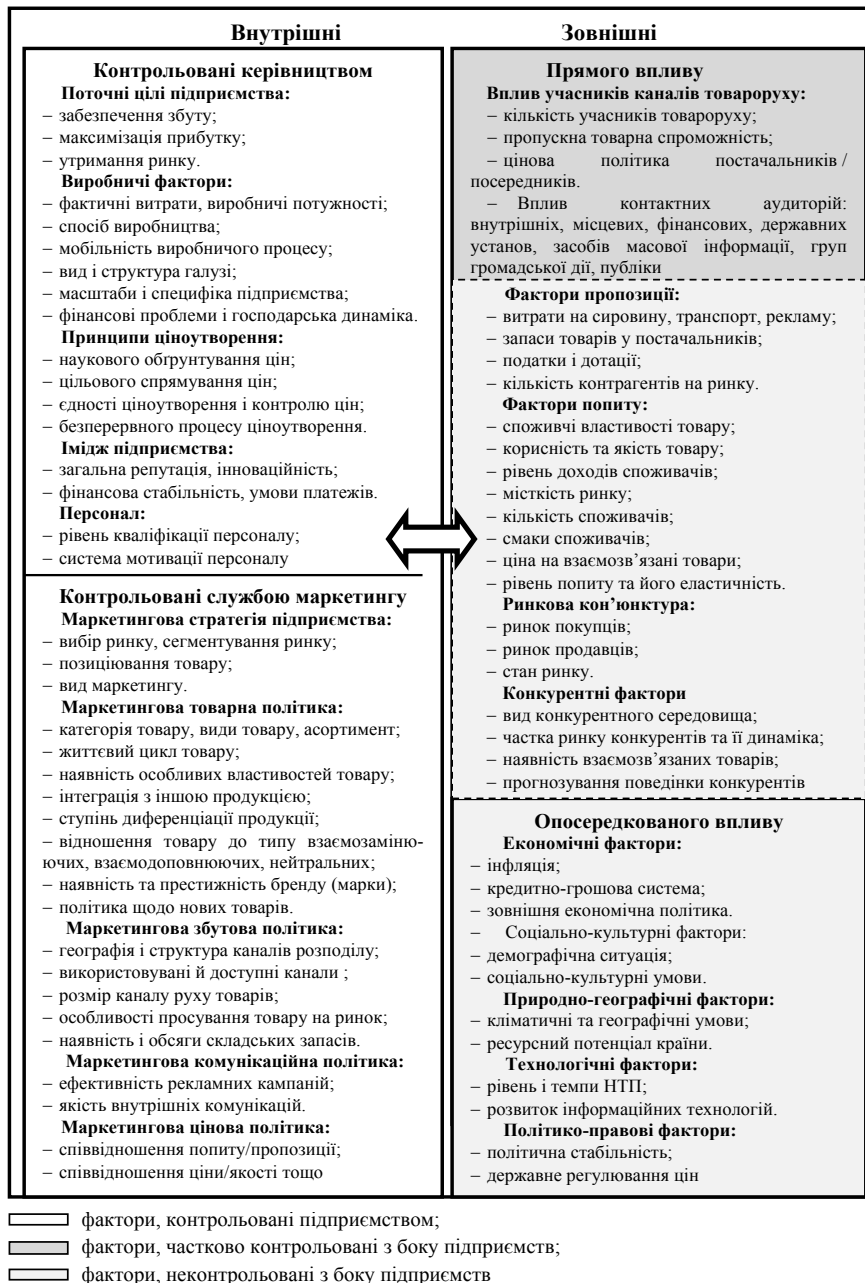 Внутрішні
Контрольовані керівництвом
Поточні цілі підприємства:
– забезпечення збуту;
– максимізація прибутку;
– утримання ринку.
Виробничі фактори:
– фактичні витрати, виробничі потужності;
– спосіб виробництва;
– мобільність виробничого процесу;
– вид і структура галузі;
– масштаби і специфіка підприємства;
– фінансові проблеми і господарська динаміка.
Принципи ціноутворення:
– наукового обґрунтування цін;
– цільового спрямування цін;
– єдності ціноутворення і контролю цін;
– безперервного процесу ціноутворення.
Імідж підприємства:
– загальна репутація, інноваційність;
– фінансова стабільність, умови платежів.
Персонал:
– рівень кваліфікації персоналу;
– система мотивації персоналу
Контрольовані службою маркетингу
Маркетингова стратегія підприємства:
– вибір ринку, сегментування ринку;
– позиціювання товару;
– вид маркетингу.
Маркетингова товарна політика:
– категорія товару, види товару, асортимент;
– життєвий цикл товару;
– наявність особливих властивостей товару;
– інтеграція з іншою продукцією;
– ступінь диференціації продукції;
– відношення товару до типу взаємозаміню-
ючих, взаємодоповнюючих, нейтральних;
– наявність та престижність бренду (марки);
– політика щодо нових товарів.
Маркетингова збутова політика:
– географія і структура каналів розподілу;
– використовувані й доступні канали ;
– розмір каналу руху товарів;
– особливості просування товару на ринок;
– наявність і обсяги складських запасів.
Маркетингова комунікаційна політика:
– ефективність рекламних кампаній;
– якість внутрішніх комунікацій.
Маркетингова цінова політика:
– співвідношення попиту/пропозиції;
– співвідношення ціни/якості тощо
Зовнішні
Прямого впливу
Вплив учасників каналів товароруху:
– кількість учасників товароруху;
– пропускна товарна спроможність;
– цінова політика постачальників /
посередників.
– Вплив контактних аудиторій:
внутрішніх, місцевих, фінансових, державних
установ, засобів масової інформації, груп
громадської дії, публіки
Фактори пропозиції:
– витрати на сировину, транспорт, рекламу;
– запаси товарів у постачальників;
– податки і дотації;
– кількість контрагентів на ринку.
Фактори попиту:
– споживчі властивості товару;
– корисність та якість товару;
– рівень доходів споживачів;
– місткість ринку;
– кількість споживачів;
– смаки споживачів;
– ціна на взаємозв’язані товари;
– рівень попиту та його еластичність.
Ринкова кон’юнктура:
– ринок покупців;
– ринок продавців;
– стан ринку.
Конкурентні фактори
– вид конкурентного середовища;
– частка ринку конкурентів та її динаміка;
– наявність взаємозв’язаних товарів;
– прогнозування поведінки конкурентів
Опосередкованого впливу
Економічні фактори:
– інфляція;
– кредитно-грошова система;
– зовнішня економічна політика.
– Соціально-культурні фактори:
– демографічна ситуація;
– соціально-культурні умови.
Природно-географічні фактори:
– кліматичні та географічні умови;
– ресурсний потенціал країни.
Технологічні фактори:
– рівень і темпи НТП;
– розвиток інформаційних технологій.
Політико-правові фактори:
– політична стабільність;
– державне регулювання цін
фактори, контрольовані підприємством;
фактори, частково контрольовані з боку підприємств;
фактори, неконтрольовані з боку підприємств